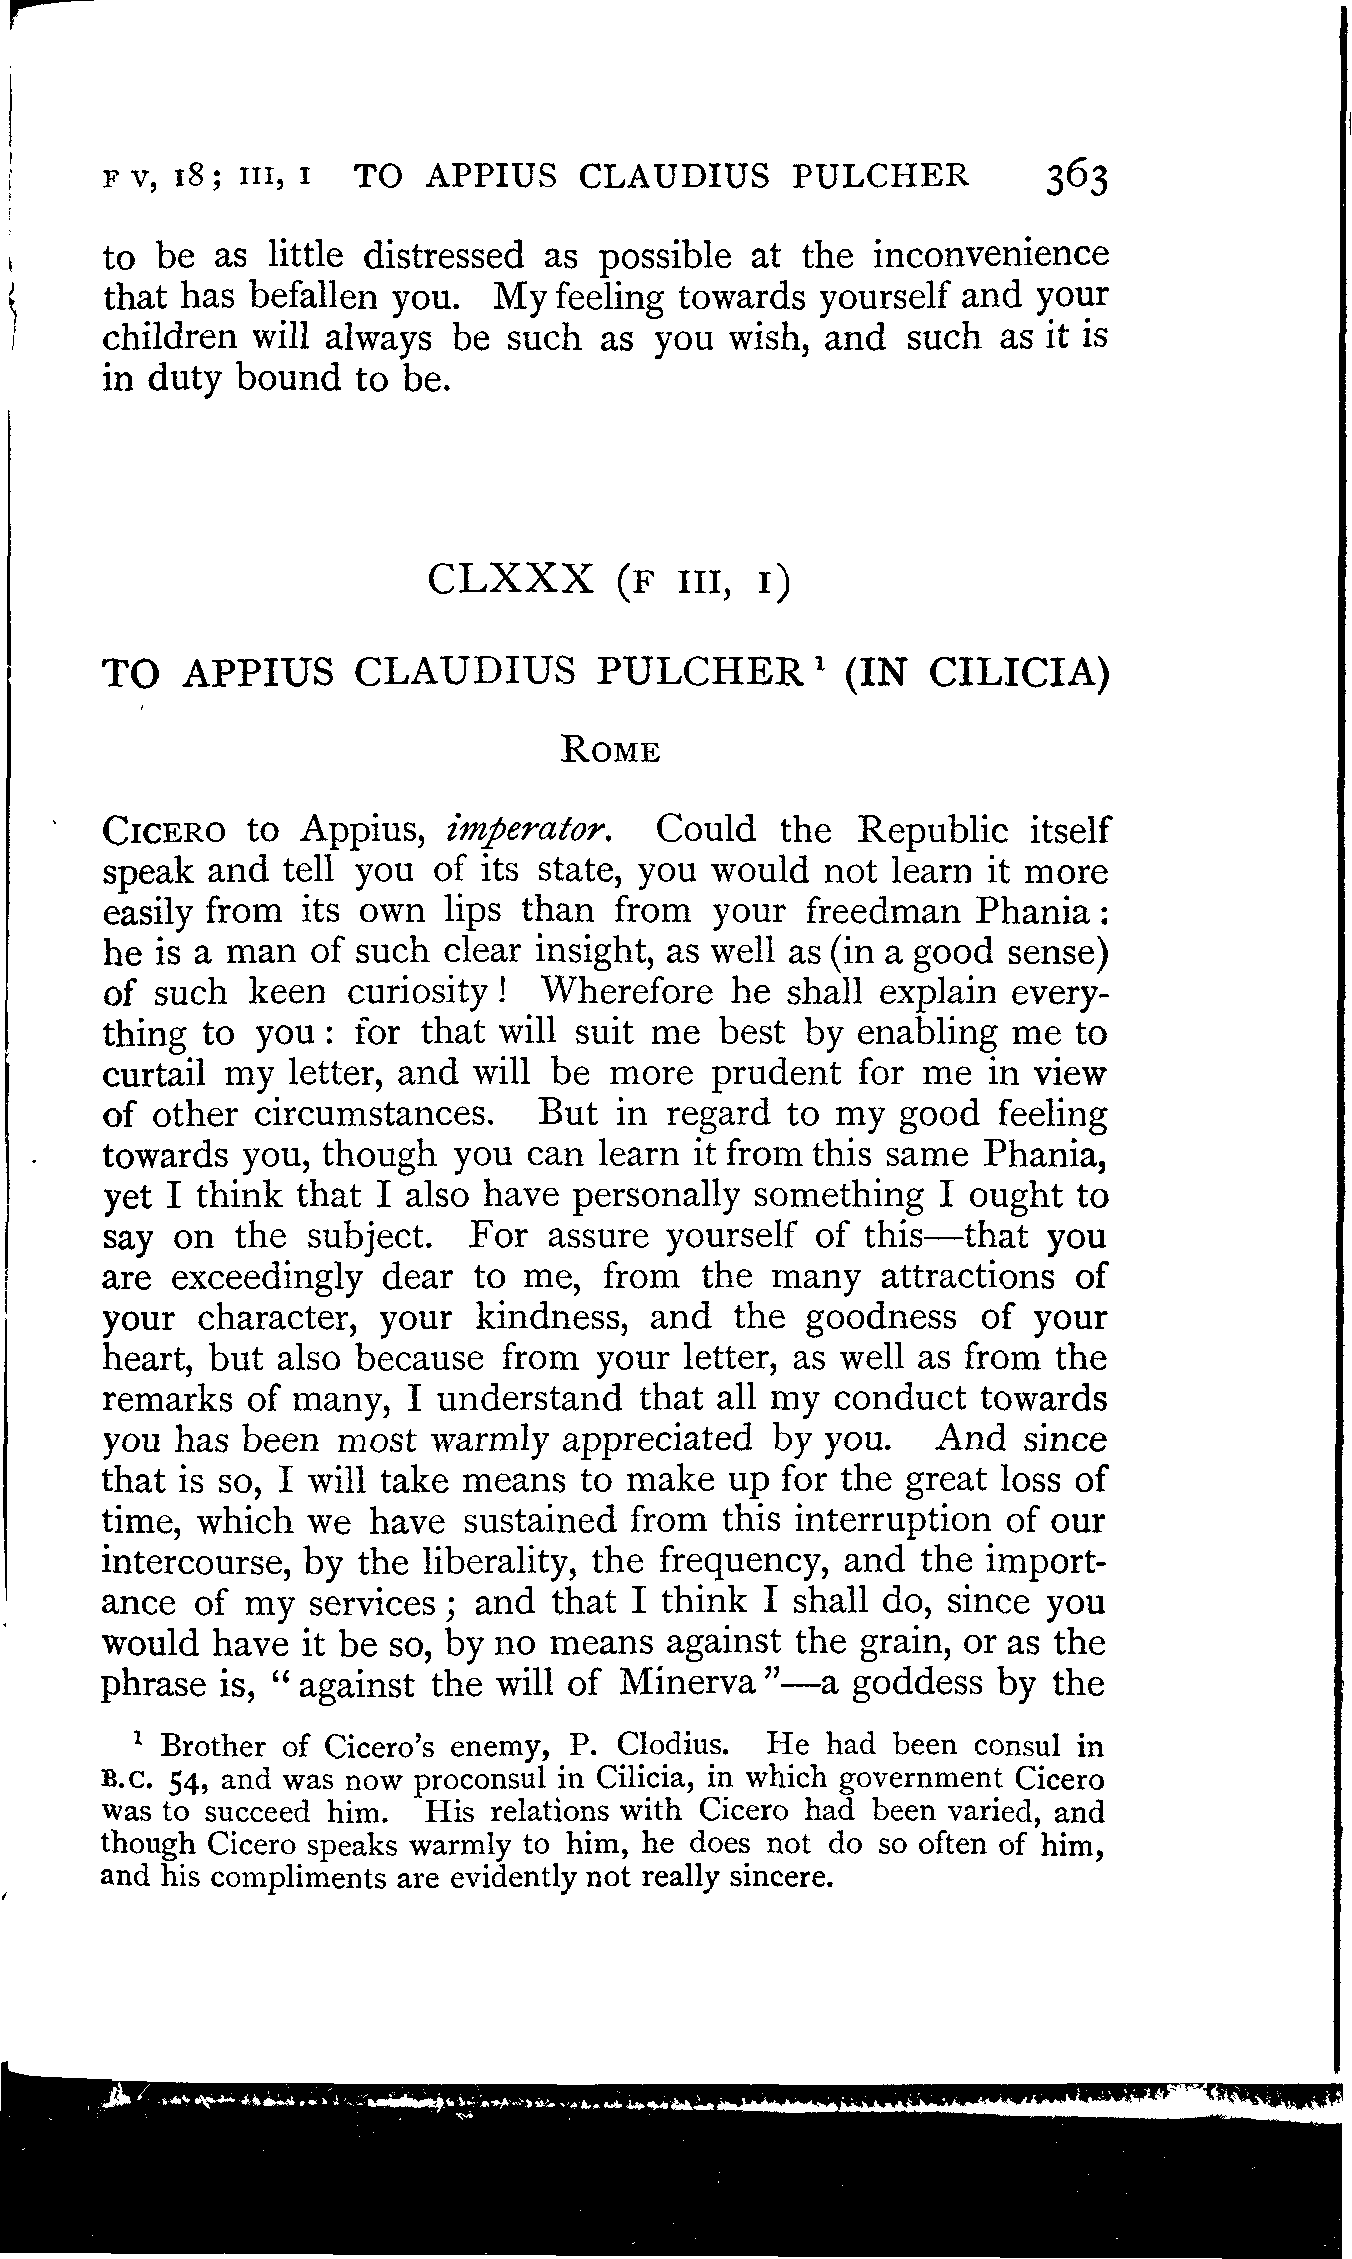 F V, 18; III, 1 TO APPIUS CLAUDIUS PULCHER 363
to be as little distressed as possible at the inconvenience
that has befallen you. My feeling towards yourself and your
children will always be such as you wish, and such as it is
in duty bound to be.
CLXXX (F III, 1)
TO APPIUS CLAUDIUS PULCHER ¹ (IN CILICIA)
ROME
CICERO to Appius, imperator. Could the Republic itself
speak and tell you of its state, you would not learn it more
easily from its own lips than from your freedman Phania :
he is a man of such clear insight, as well as (in a good sense)
of such keen curiosity ! Wherefore he shall explain every-
thing to you : for that will suit me best by enabling me to
curtail my letter, and will be more prudent for me in view
of other circumstances. But in regard to my good feeling
towards you, though you can learn it from this same Phania,
yet I think that I also have personally something I ought to
say on the subject. For assure yourself of this—that you
are exceedingly dear to me, from the many attractions of
your character, your kindness, and the goodness of your
heart, but also because from your letter, as well as from the
remarks of many, I understand that all my conduct towards
you has been most warmly appreciated by you. And since
that is so, I will take means to make up for the great loss of
time, which we have sustained from this interruption of our
intercourse, by the liberality, the frequency, and the import-
ance of my services ; and that I think I shall do, since you
would have it be so, by no means against the grain, or as the
phrase is, “ against the will of Minerva ”—a goddess by the
¹ Brother of Cicero’s enemy, P. Clodius. He had been consul in
B.C. 54, and was now proconsul in Cilicia, in which government Cicero
was to succeed him. His relations with Cicero had been varied, and
though Cicero speaks warmly to him, he does not do so often of him,
and his compliments are evidently not really sincere.